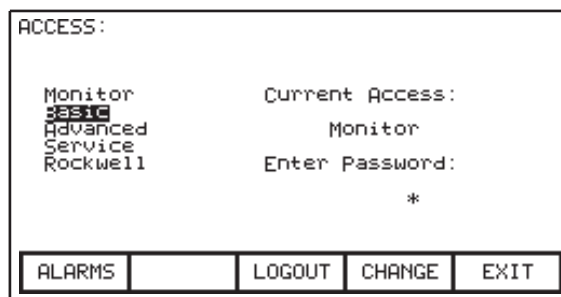 ACCESS:
Monitor Current Access:
Basic
Advanced Monitor
Service
Rockwell Enter Password:
*
ALARMS LOGOUT CHANGE EXIT